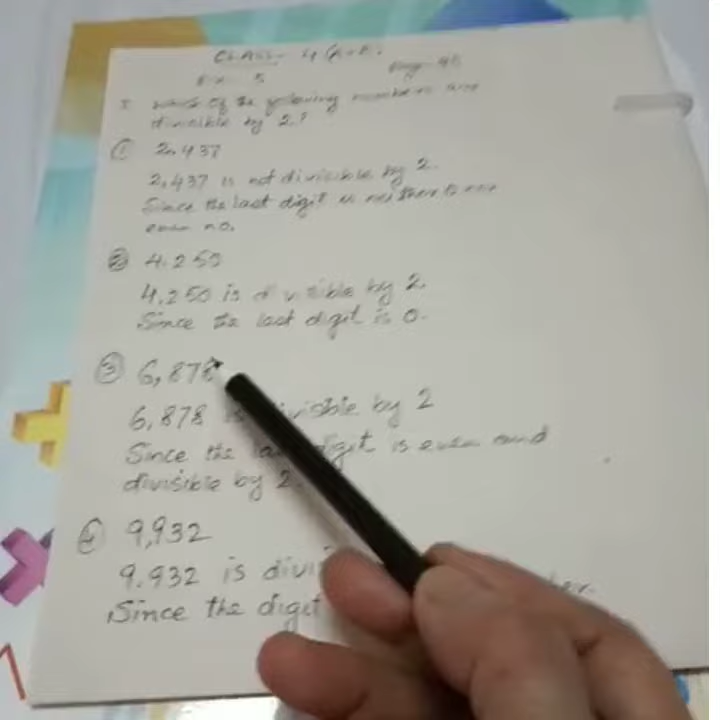 CLASS- 4
Ex 5
I which of the following numbers are
divisible by 2?
① 2,437
2,437 is not divisible by 2.
Since the last digit is neither 0 nor
even no.
② 4.250
4,250 is divisible by 2.
Since the last digit is 0.
③ 6,878
6,878 is divisible by 2
Since the last digit is even and
divisible by 2.
④ 9,932
9.932 is
Since the digit